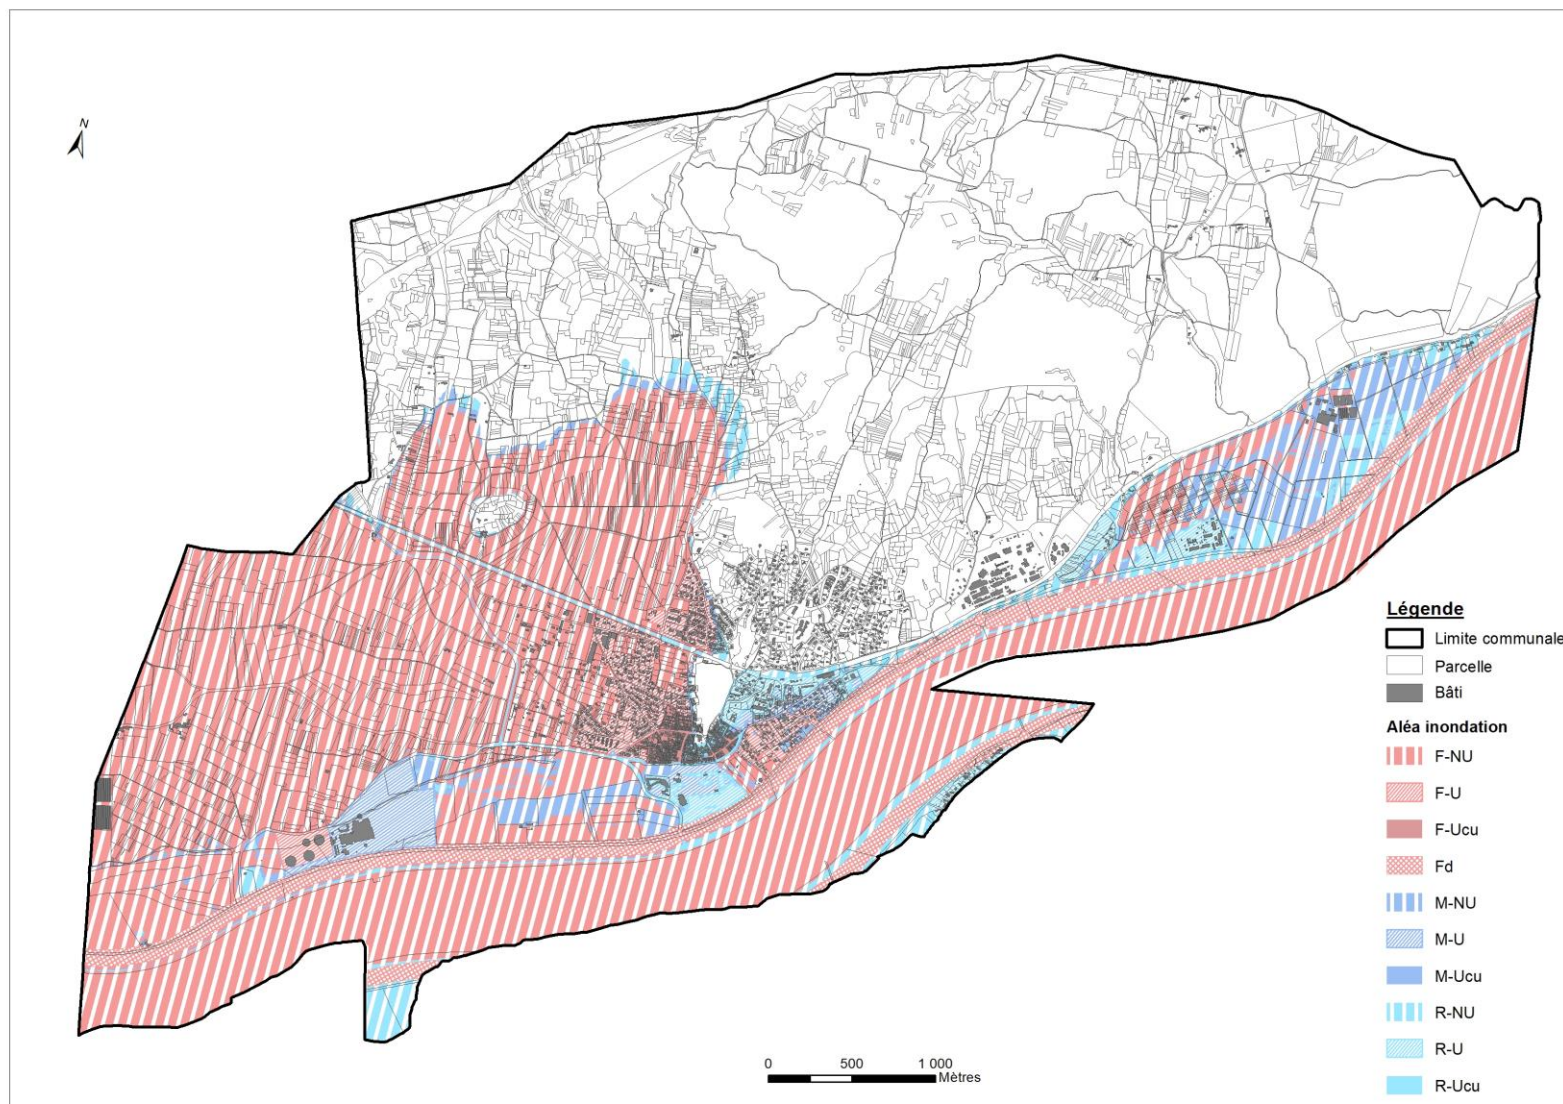 N
Légende
Limite communale
Parcelle
Bâti
Aléa inondation
F-NU
F-U
F-Ucu
Fd
M-NU
M-U
M-Ucu
R-NU
R-U
R-Ucu
0 500 1 000
Mètres